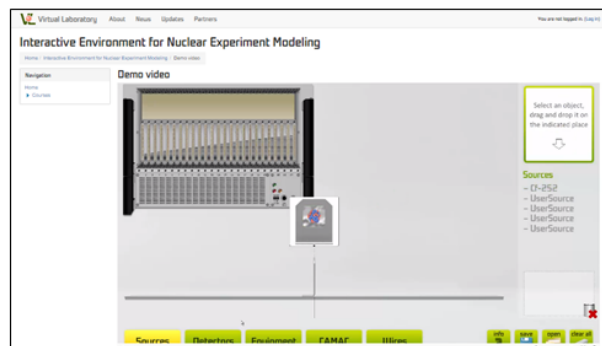 Virtual Laboratory About News Updates Partners
You are not logged in. (Log in)
Interactive Environment for Nuclear Experiment Modeling
Home / Interactive Environment for Nuclear Experiment Modeling / Demo video
Navigation
Home
Courses
Demo video
Select an object,
drag and drop it on
the indicated place
Sources
- Cf-252
- UserSource
- UserSource
- UserSource
Sources Detectors Equipment CAMAC Wires
info save open clear all